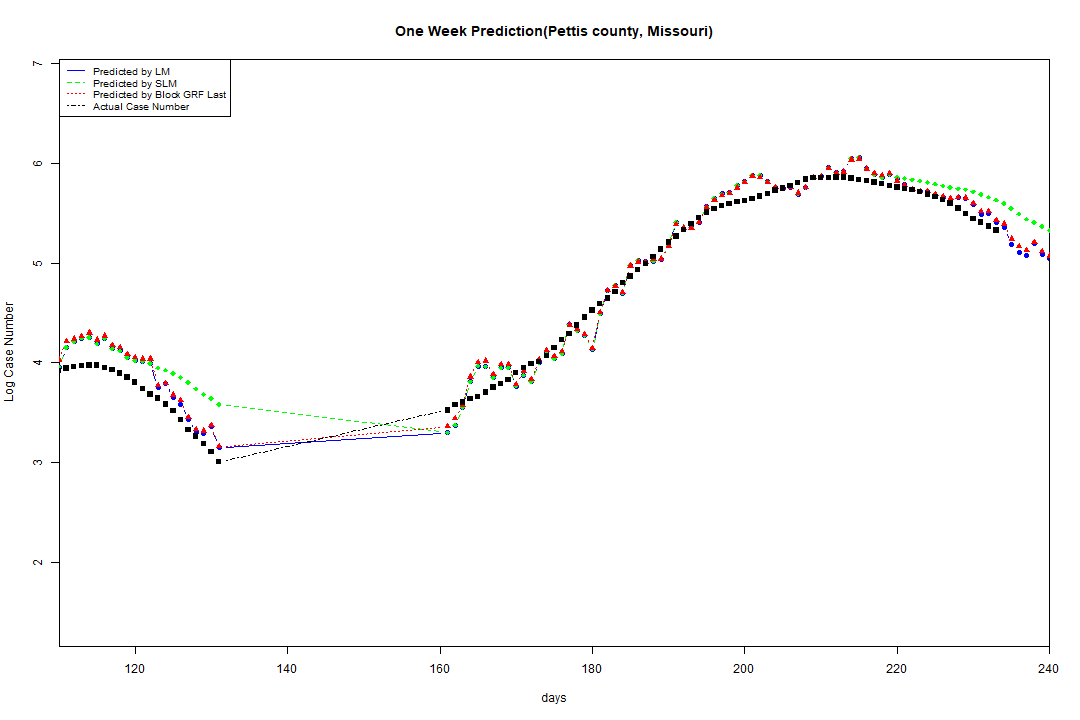 One Week Prediction(Pettis county, Missouri)
Predicted by LM
Predicted by SLM
Predicted by Block GRF Last
Actual Case Number
7
6
5
4
3
2
Log Case Number
120 140 160 180 200 220 240
days